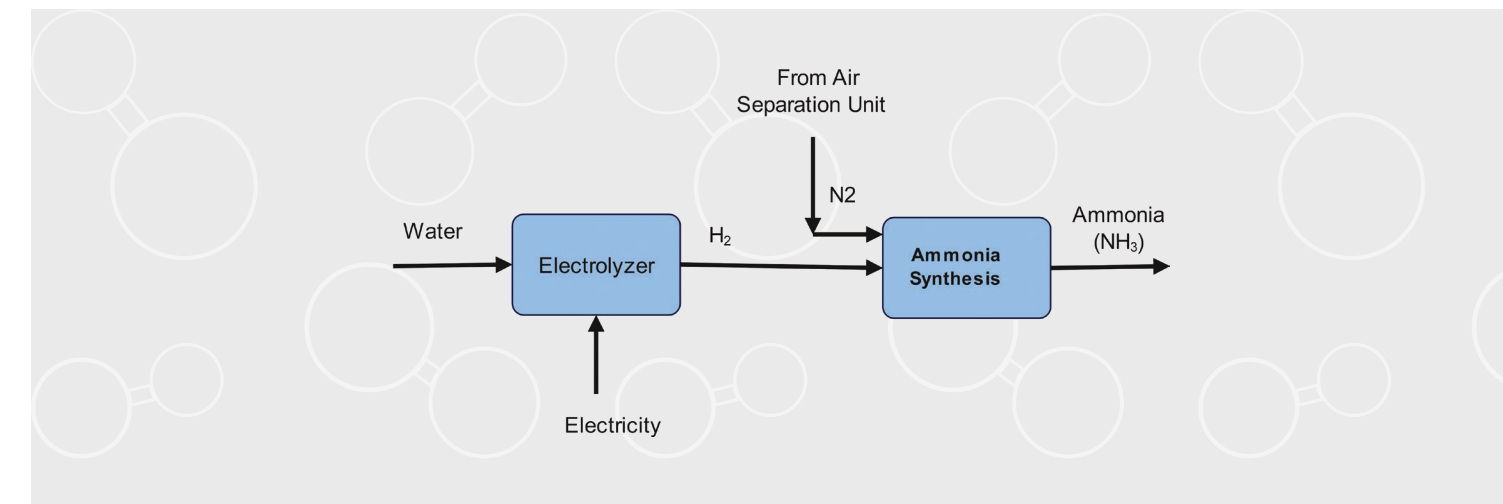 From Air
Separation Unit
N2
Water
H₂
Ammonia
(NH₃)
Electrolyzer
Ammonia
Synthesis
Electricity